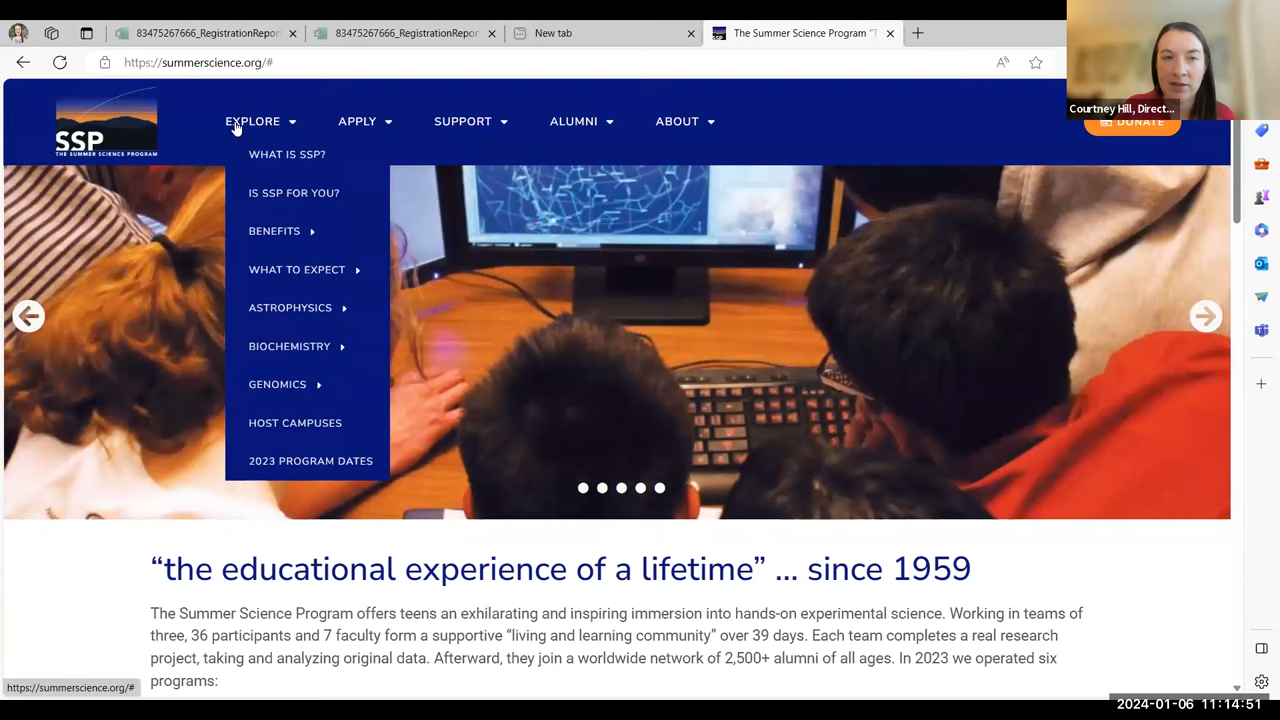 83475267666_RegistrationRepor
83475267666_RegistrationRepor
New tab
The Summer Science Program "T
https://summerscience.org/#
Courtney Hill, Direct...
SSP
THE SUMMER SCIENCE PROGRAM
EXPLORE
APPLY
SUPPORT
ALUMNI
ABOUT
DONATE
WHAT IS SSP?
IS SSP FOR YOU?
BENEFITS
WHAT TO EXPECT
ASTROPHYSICS
BIOCHEMISTRY
GENOMICS
HOST CAMPUSES
2023 PROGRAM DATES
“the educational experience of a lifetime” ... since 1959
The Summer Science Program offers teens an exhilarating and inspiring immersion into hands-on experimental science. Working in teams of
three, 36 participants and 7 faculty form a supportive “living and learning community” over 39 days. Each team completes a real research
project, taking and analyzing original data. Afterward, they join a worldwide network of 2,500+ alumni of all ages. In 2023 we operated six
programs:
https://summerscience.org/#
2024-01-06 11:14:51